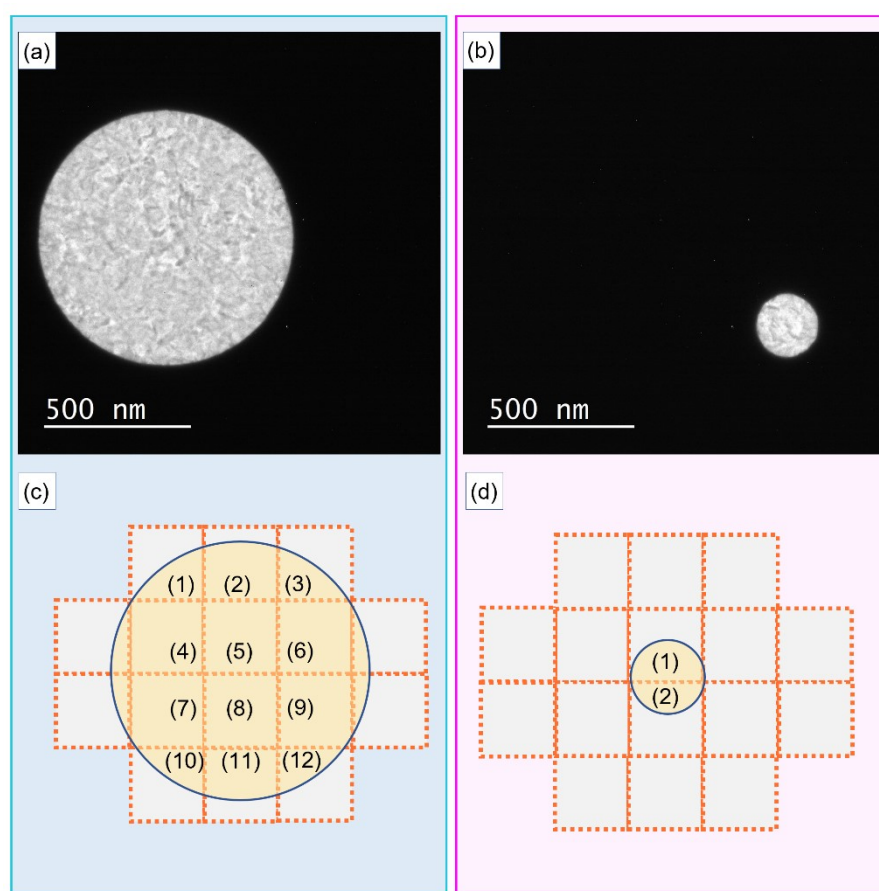 (a)
500 nm
(b)
500 nm
(c)
(1) (2) (3)
(4) (5) (6)
(7) (8) (9)
(10) (11) (12)
(d)
(1)
(2)